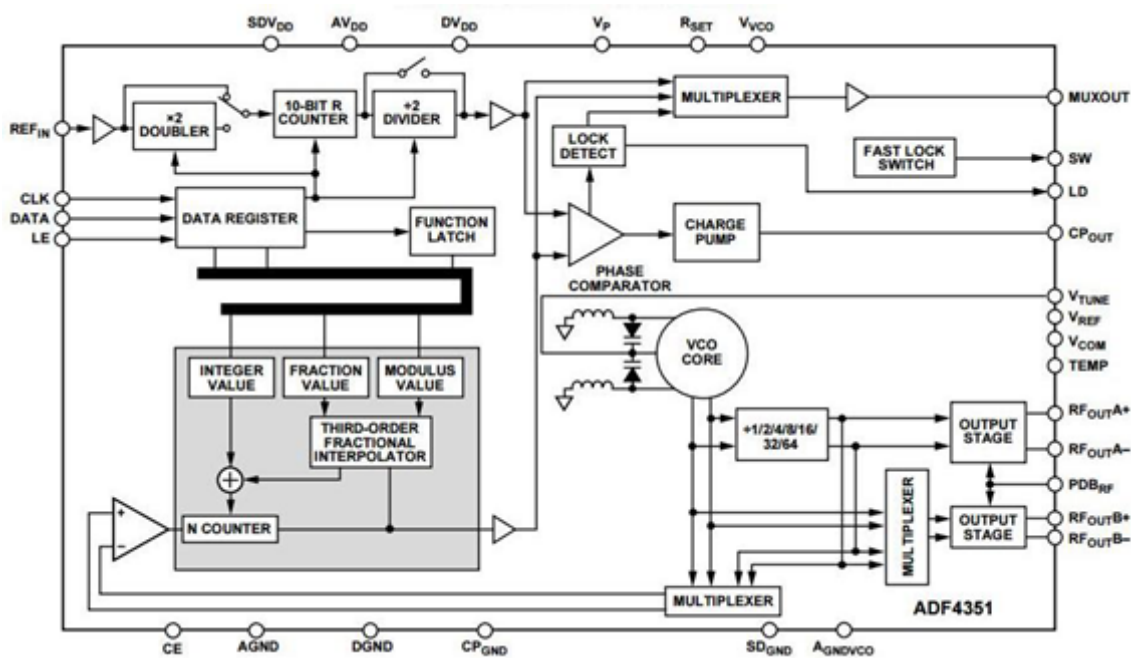 SDVDD AVDD DVDD VP RSET VVCO
REFIN
×2
DOUBLER
10-BIT R
COUNTER
÷2
DIVIDER
MULTIPLEXER
MUXOUT
LOCK
DETECT
FAST LOCK
SWITCH
SW
LD
CLK
DATA
LE
DATA REGISTER
FUNCTION
LATCH
CHARGE
PUMP
CPOUT
PHASE
COMPARATOR
VTUNE
VREF
VCOM
TEMP
VCO
CORE
INTEGER
VALUE
FRACTION
VALUE
MODULUS
VALUE
THIRD-ORDER
FRACTIONAL
INTERPOLATOR
+
N COUNTER
+
−
÷1/2/4/8/16/
32/64
OUTPUT
STAGE
RFOUTA+
RFOUTA−
PDBRF
MULTIPLEXER
OUTPUT
STAGE
RFOUTB+
RFOUTB−
MULTIPLEXER
ADF4351
CE AGND DGND CPGND SDGND AGNDVCO